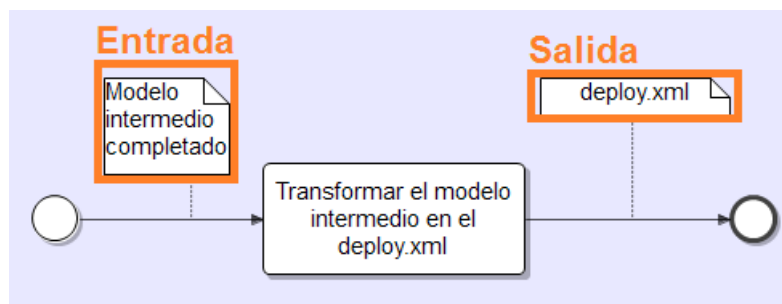 Entrada
Modelo
intermedio
completado
Salida
deploy.xml
Transformar el modelo
intermedio en el
deploy.xml